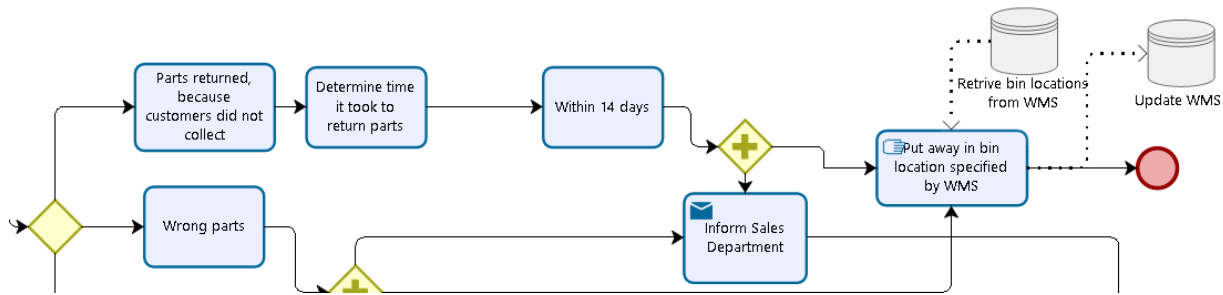 Parts returned,
because
customers did not
collect
Determine time
it took to
return parts
Within 14 days
Retrive bin locations
from WMS
Update WMS
Put away in bin
location specified
by WMS
Wrong parts
Inform Sales
Department